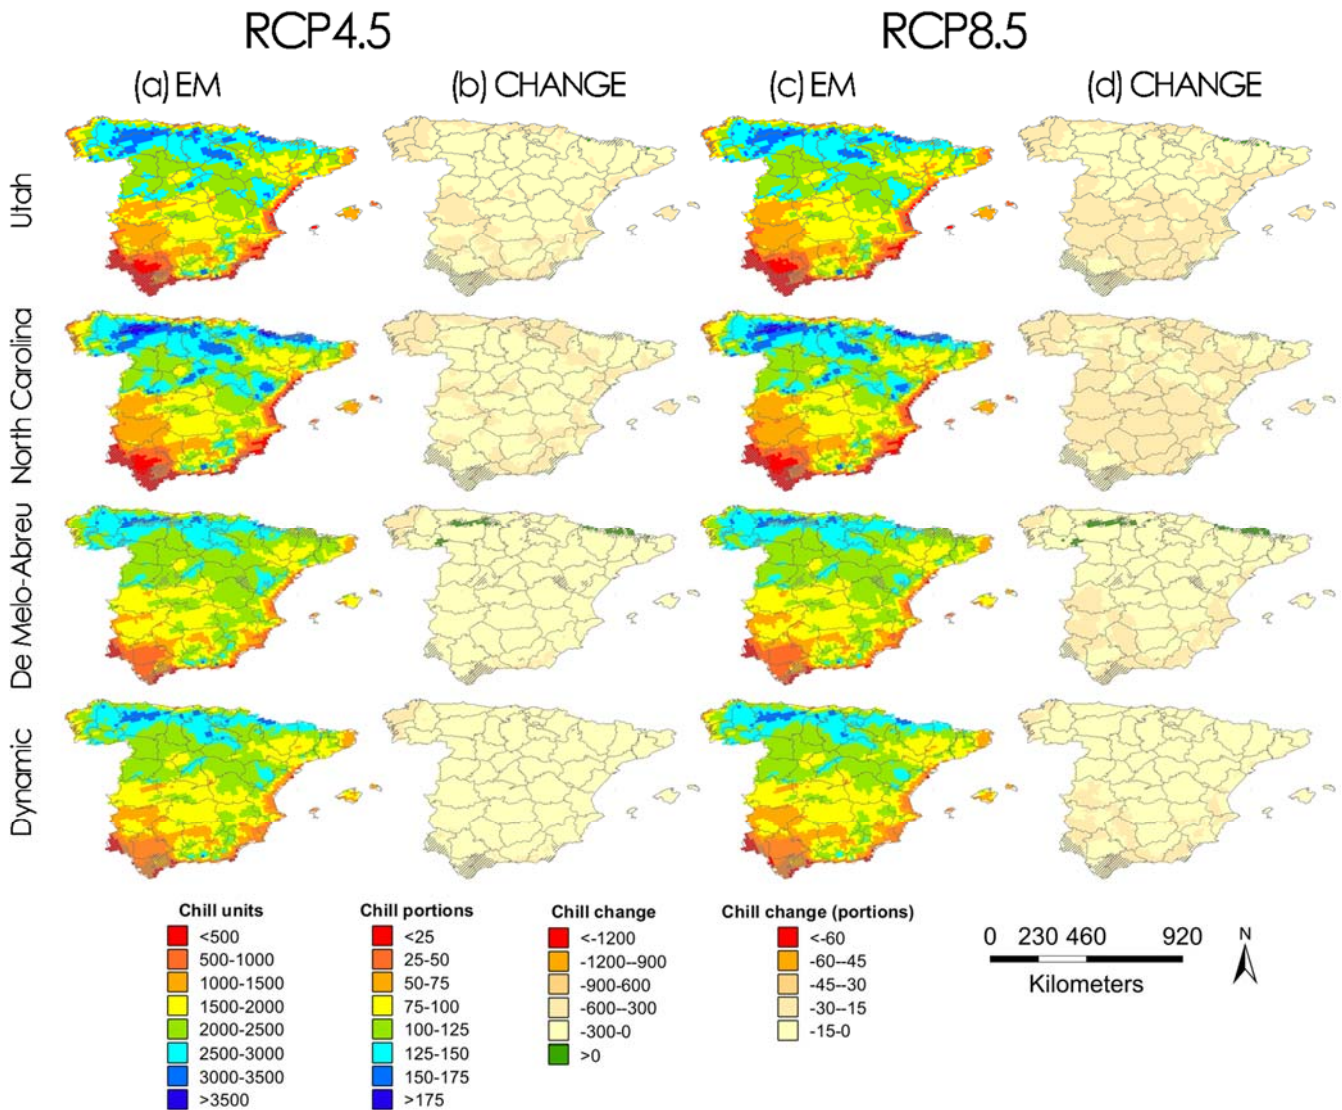 RCP4.5 RCP8.5
(a) EM (b) CHANGE (c) EM (d) CHANGE
Utah
North Carolina
De Melo-Abreu
Dynamic
Chill units
<500
500-1000
1000-1500
1500-2000
2000-2500
2500-3000
3000-3500
>3500
Chill portions
<25
25-50
50-75
75-100
100-125
125-150
150-175
>175
Chill change
<-1200
-1200--900
-900-600
-600--300
-300-0
>0
Chill change (portions)
<-60
-60--45
-45--30
-30--15
-15-0
0 230 460 920
Kilometers
N